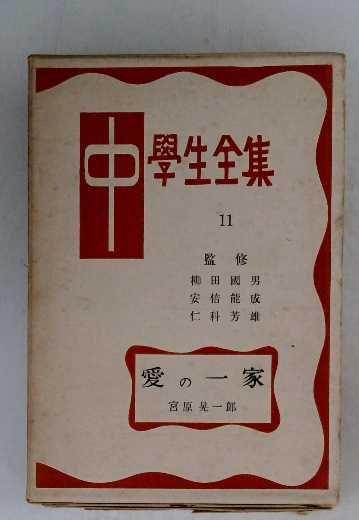 中學生全集
11
監修
柳田國男
安倍能成
仁科芳雄
愛の一家
宮原晃一郎